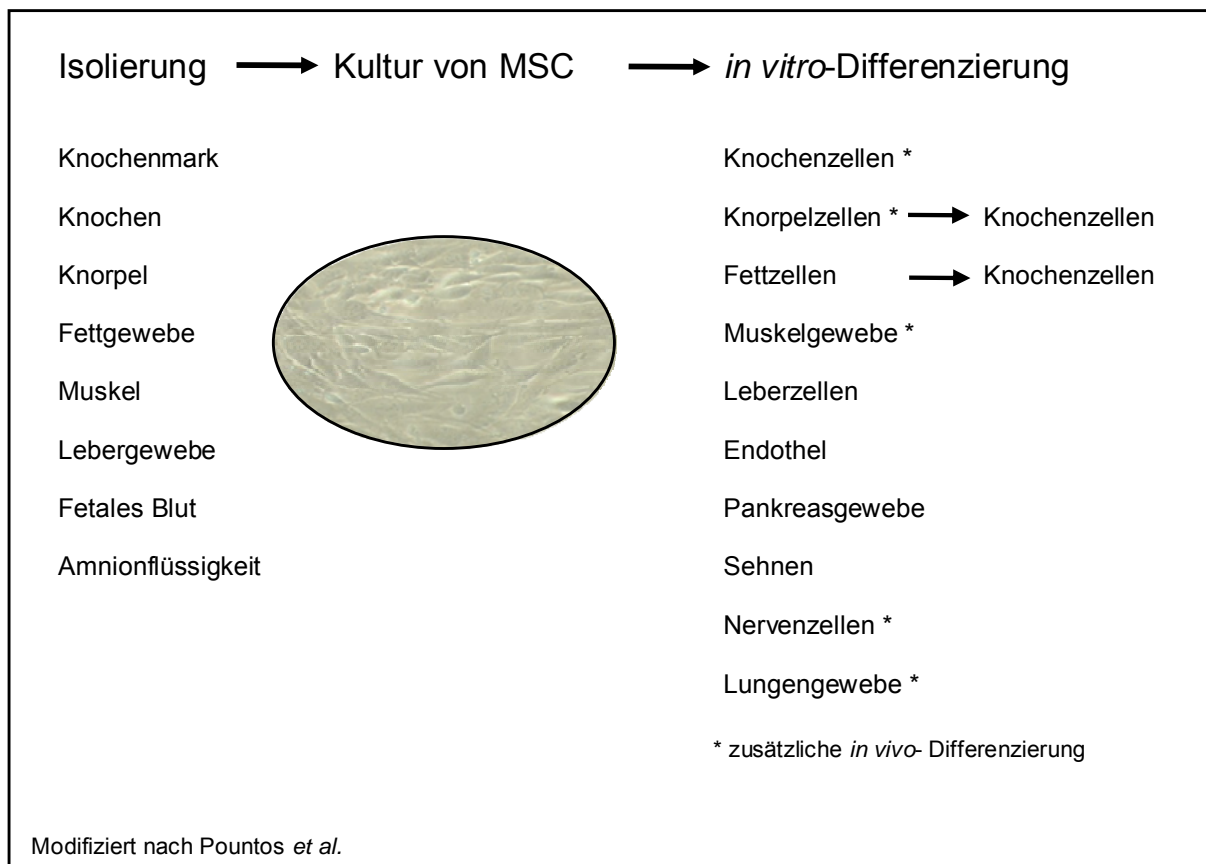 Isolierung → Kultur von MSC → in vitro-Differenzierung
Knochenmark
Knochen
Knorpel
Fettgewebe
Muskel
Lebergewebe
Fetales Blut
Amnionflüssigkeit
Knochenzellen *
Knorpelzellen * → Knochenzellen
Fettzellen → Knochenzellen
Muskelgewebe *
Leberzellen
Endothel
Pankreasgewebe
Sehnen
Nervenzellen *
Lungengewebe *
* zusätzliche in vivo- Differenzierung
Modifiziert nach Pountos et al.